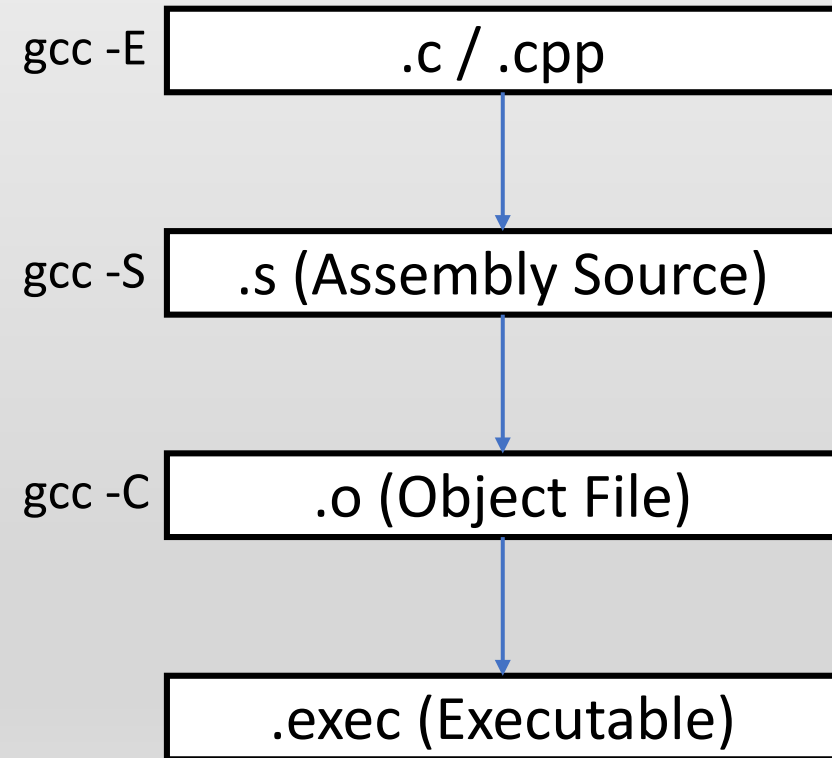 gcc -E .c / .cpp
gcc -S .s (Assembly Source)
gcc -C .o (Object File)
.exec (Executable)